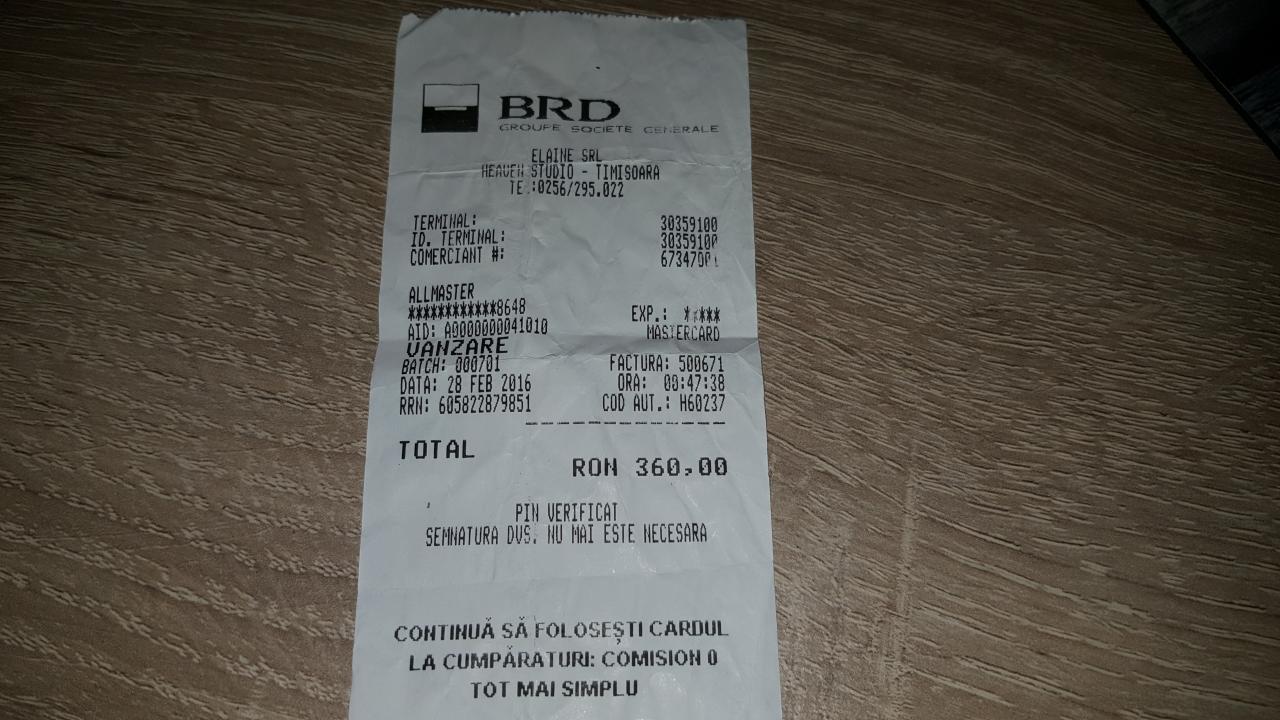 BRD
GROUPE SOCIETE GENERALE
ELAINE SRL
HEAVEN STUDIO - TIMISOARA
TE.:0256/295.022
TERMINAL: 30359100
ID. TERMINAL: 30359100
COMERCIANT #: 67347001
ALLMASTER
************8648 EXP.: *****
AID: A0000000041010 MASTERCARD
VANZARE
BATCH: 000701 FACTURA: 500671
DATA: 28 FEB 2016 ORA: 00:47:38
RRN: 605822879851 COD AUT.: H60237
TOTAL
RON 360,00
PIN VERIFICAT
SEMNATURA DVS. NU MAI ESTE NECESARA
CONTINUĂ SĂ FOLOSEȘTI CARDUL
LA CUMPĂRATURI: COMISION 0
TOT MAI SIMPLU